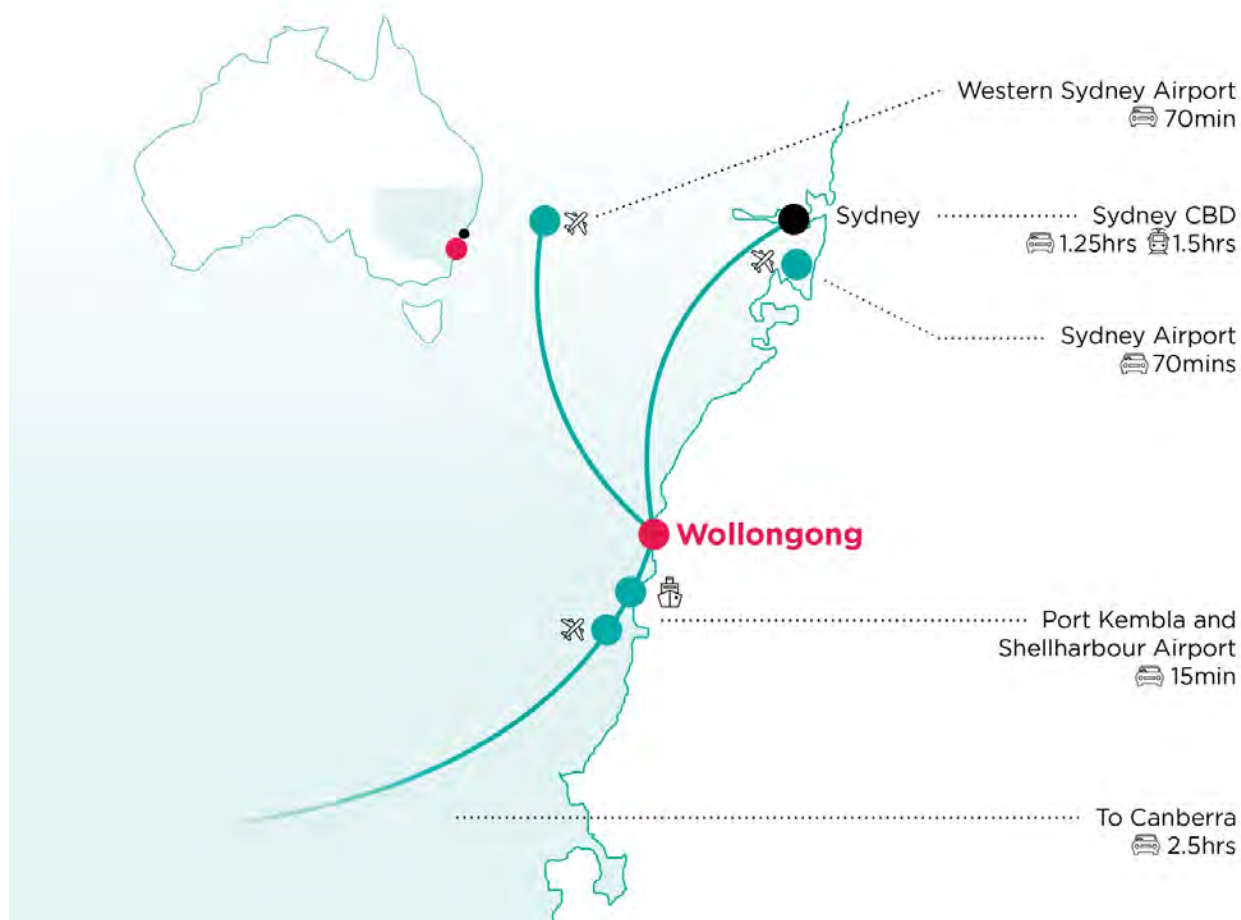 Western Sydney Airport
70min
Sydney
Sydney CBD
1.25hrs 1.5hrs
Sydney Airport
70mins
Wollongong
Port Kembla and
Shellharbour Airport
15min
To Canberra
2.5hrs